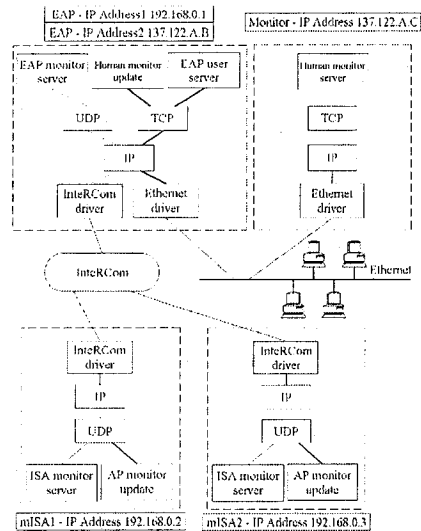 EAP - IP Address1 192.168.0.1
EAP - IP Address2 137.122.A.B
Monitor - IP Address 137.122.A.C
EAP monitor
server
Human monitor
update
EAP user
server
Human monitor
server
UDP
TCP
TCP
IP
IP
InteRCom
driver
Ethernet
driver
Ethernet
driver
InteRCom
Ethernet
InteRCom
driver
InteRCom
driver
IP
IP
UDP
UDP
ISA monitor
server
AP monitor
update
ISA monitor
server
AP monitor
update
mISA1 - IP Address 192.168.0.2
mISA2 - IP Address 192.168.0.3